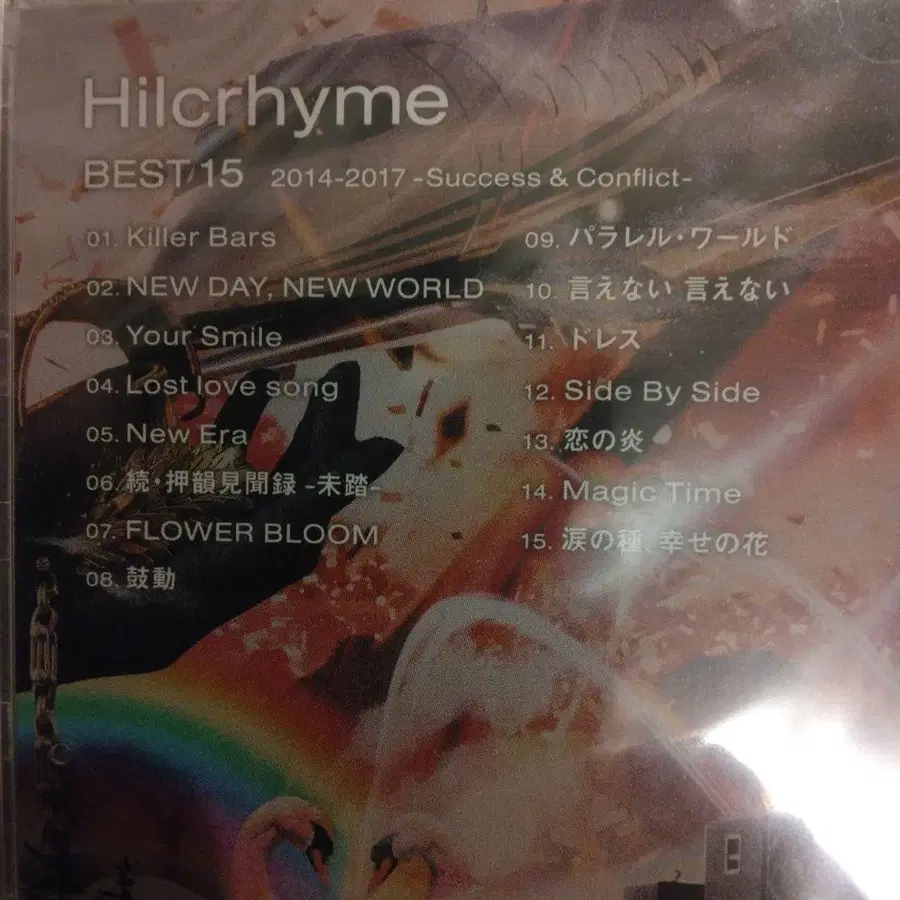 Hilcrhyme
BEST 15 2014-2017 -Success & Conflict-
01. Killer Bars
02. NEW DAY, NEW WORLD
03. Your Smile
04. Lost love song
05. New Era
06. 続・押韻見聞録 -未踏-
07. FLOWER BLOOM
08. 鼓動
09. パラレル・ワールド
10. 言えない 言えない
11. ドレス
12. Side By Side
13. 恋の炎
14. Magic Time
15. 涙の種、幸せの花